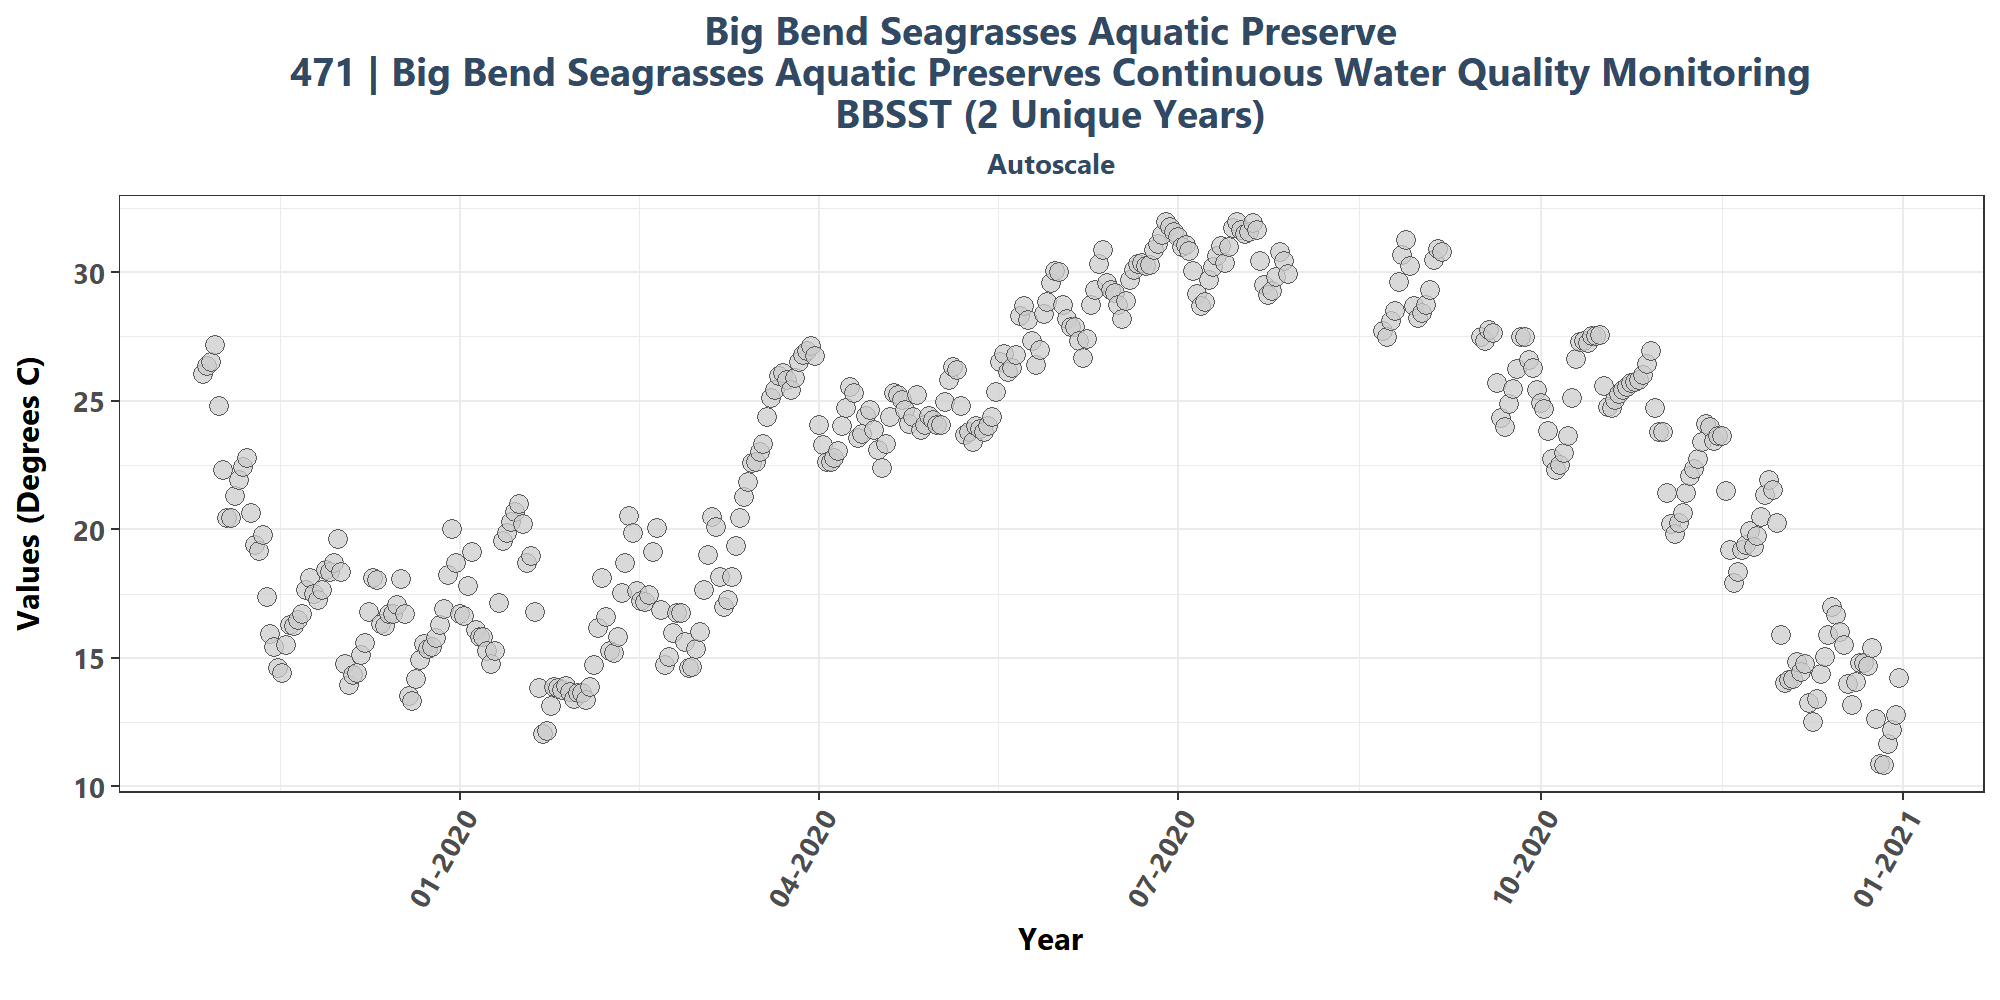 Big Bend Seagrasses Aquatic Preserve
471 | Big Bend Seagrasses Aquatic Preserves Continuous Water Quality Monitoring
BBSST (2 Unique Years)
Autoscale
Values (Degrees C)
30
25
20
15
10
01-2020
04-2020
07-2020
10-2020
01-2021
Year